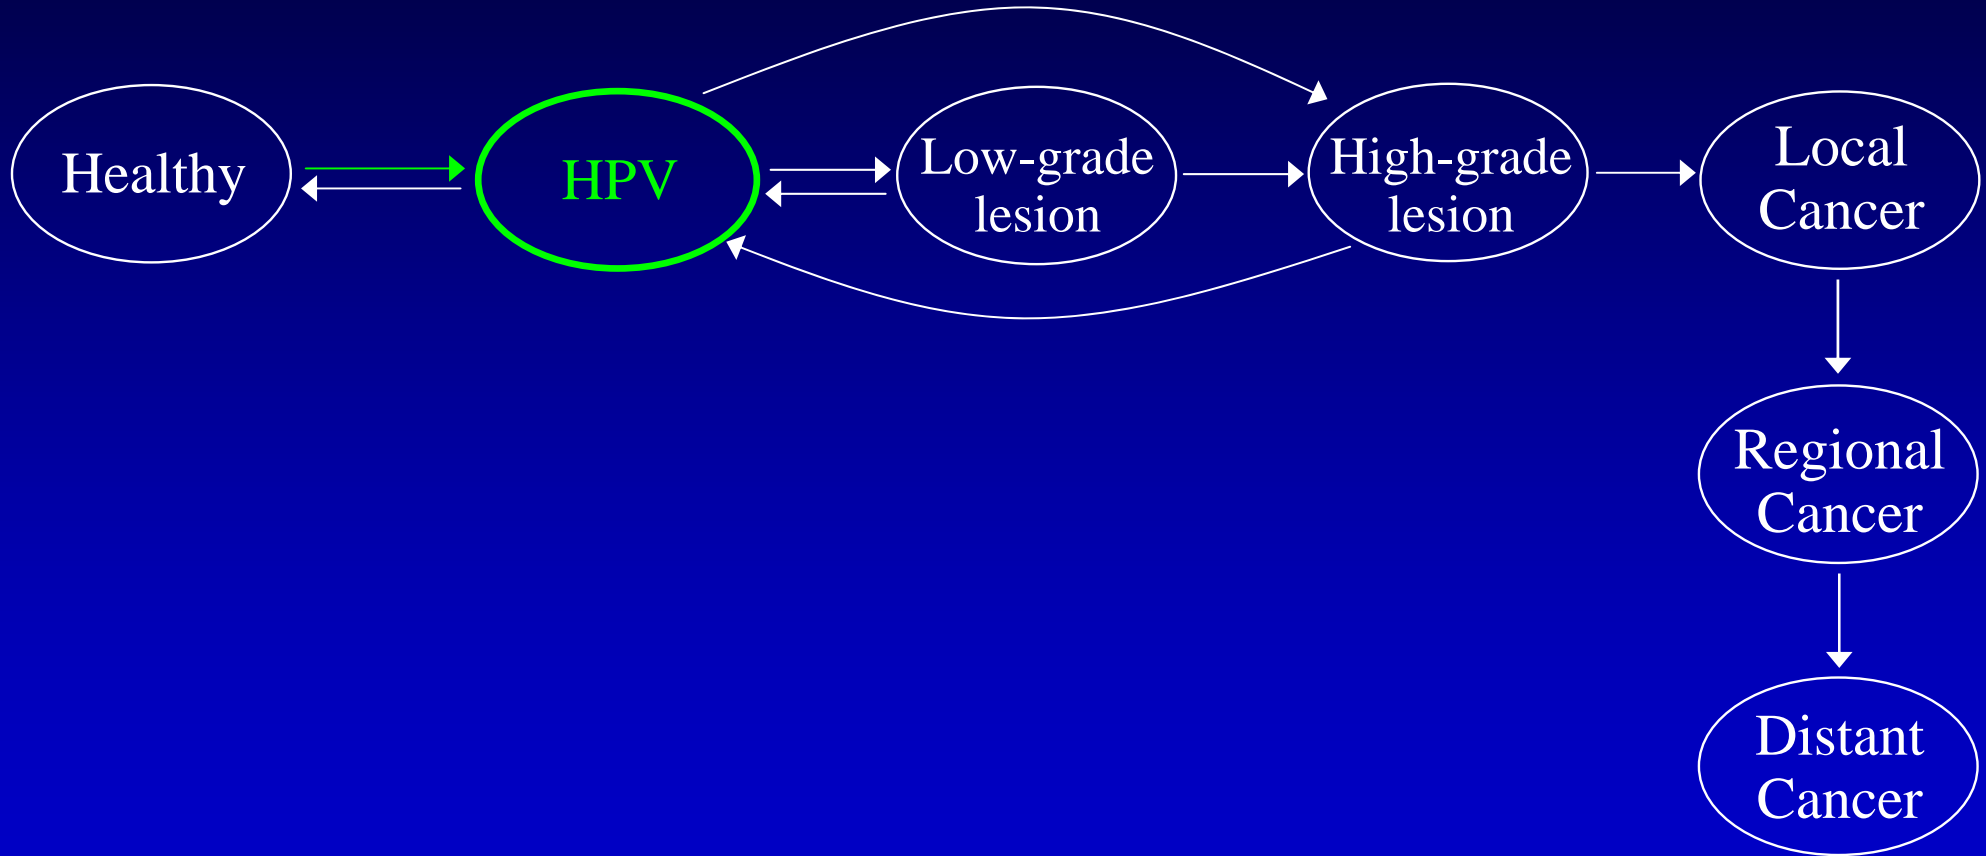 Healthy
HPV
Low-grade
lesion
High-grade
lesion
Local
Cancer
Regional
Cancer
Distant
Cancer